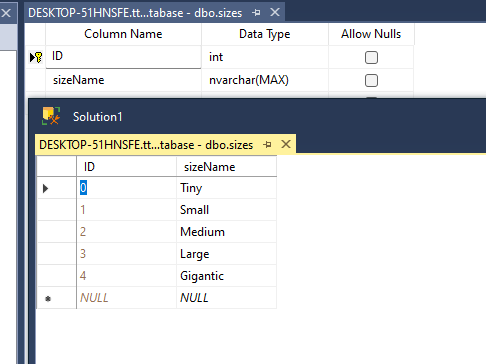 DESKTOP-51HNSFE.tt...tabase - dbo.sizes
Column Name Data Type Allow Nulls
ID int
sizeName nvarchar(MAX)
Solution1
DESKTOP-51HNSFE.tt...tabase - dbo.sizes
ID sizeName
0 Tiny
1 Small
2 Medium
3 Large
4 Gigantic
NULL NULL